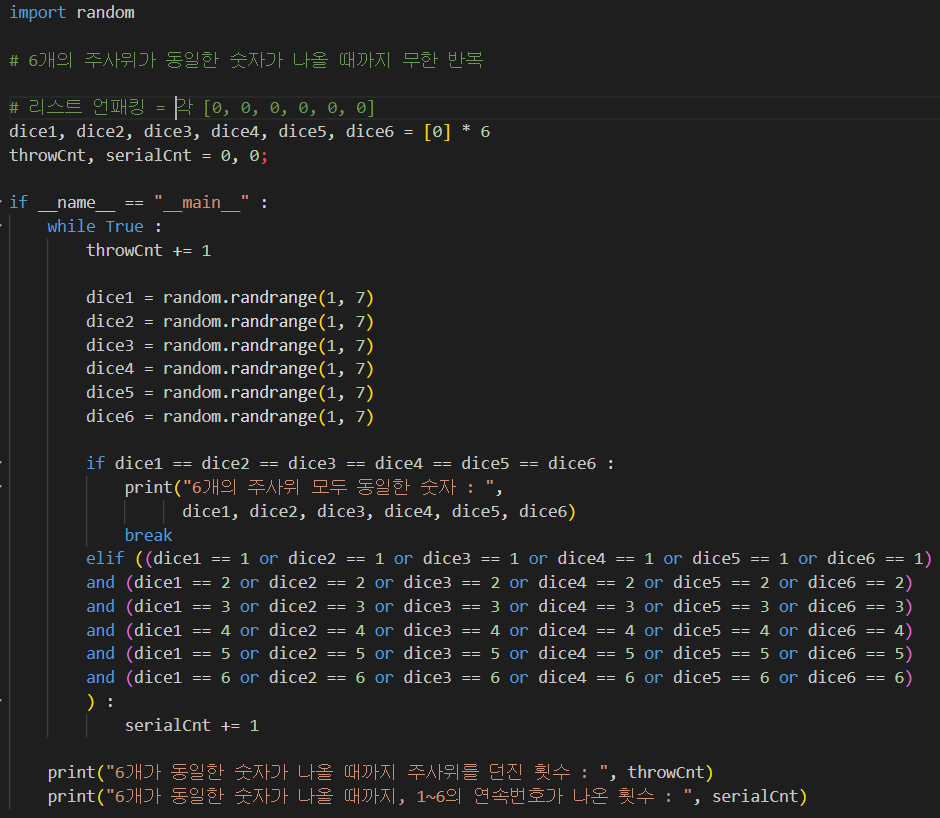 import random
# 6개의 주사위가 동일한 숫자가 나올 때까지 무한 반복
# 리스트 언패킹 = 각 [0, 0, 0, 0, 0, 0]
dice1, dice2, dice3, dice4, dice5, dice6 = [0] * 6
throwCnt, serialCnt = 0, 0;
if __name__ == "__main__" :
    while True :
        throwCnt += 1
        dice1 = random.randrange(1, 7)
        dice2 = random.randrange(1, 7)
        dice3 = random.randrange(1, 7)
        dice4 = random.randrange(1, 7)
        dice5 = random.randrange(1, 7)
        dice6 = random.randrange(1, 7)
        if dice1 == dice2 == dice3 == dice4 == dice5 == dice6 :
            print("6개의 주사위 모두 동일한 숫자 : ",
                  dice1, dice2, dice3, dice4, dice5, dice6)
            break
        elif ((dice1 == 1 or dice2 == 1 or dice3 == 1 or dice4 == 1 or dice5 == 1 or dice6 == 1)
        and (dice1 == 2 or dice2 == 2 or dice3 == 2 or dice4 == 2 or dice5 == 2 or dice6 == 2)
        and (dice1 == 3 or dice2 == 3 or dice3 == 3 or dice4 == 3 or dice5 == 3 or dice6 == 3)
        and (dice1 == 4 or dice2 == 4 or dice3 == 4 or dice4 == 4 or dice5 == 4 or dice6 == 4)
        and (dice1 == 5 or dice2 == 5 or dice3 == 5 or dice4 == 5 or dice5 == 5 or dice6 == 5)
        and (dice1 == 6 or dice2 == 6 or dice3 == 6 or dice4 == 6 or dice5 == 6 or dice6 == 6)
        ) :
            serialCnt += 1
    print("6개가 동일한 숫자가 나올 때까지 주사위를 던진 횟수 : ", throwCnt)
    print("6개가 동일한 숫자가 나올 때까지, 1~6의 연속번호가 나온 횟수 : ", serialCnt)